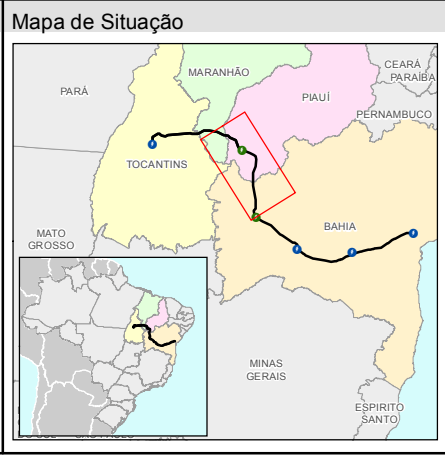 Mapa de Situação
CEARÁ
MARANHÃO
PARAÍBA
PARÁ
PIAUÍ
PERNAMBUCO
TOCANTINS
BAHIA
MATO
GROSSO
MINAS
GERAIS
ESPIRITO
SANTO